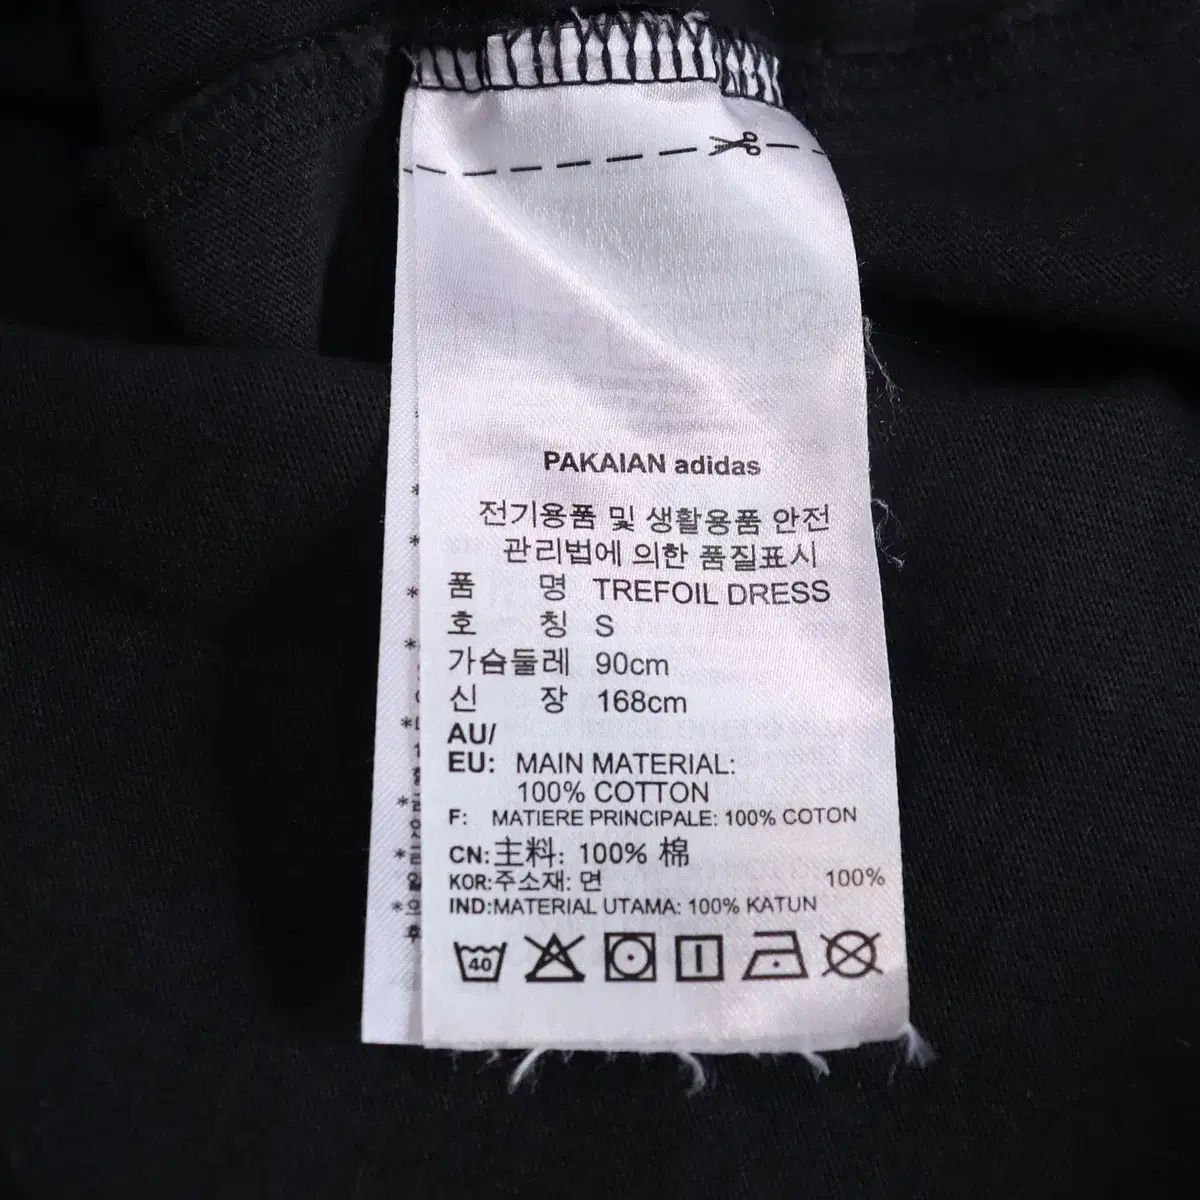 PAKAIAN adidas
전기용품 및 생활용품 안전
관리법에 의한 품질표시
품 명 TREFOIL DRESS
호 칭 S
가슴둘레 90cm
신 장 168cm
AU/
EU: MAIN MATERIAL:
100% COTTON
F: MATIERE PRINCIPALE: 100% COTON
CN:主料: 100% 棉
KOR:주소재: 면 100%
IND:MATERIAL UTAMA: 100% KATUN
40